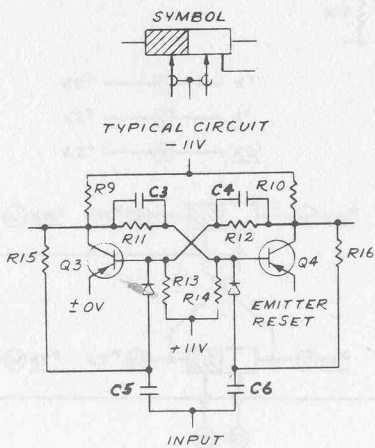 SYMBOL
TYPICAL CIRCUIT
-11V
R9
C3
C4
R10
R11
R12
R15
Q3
R13
R14
Q4
R16
±0V
EMITTER
RESET
+11V
C5
C6
INPUT